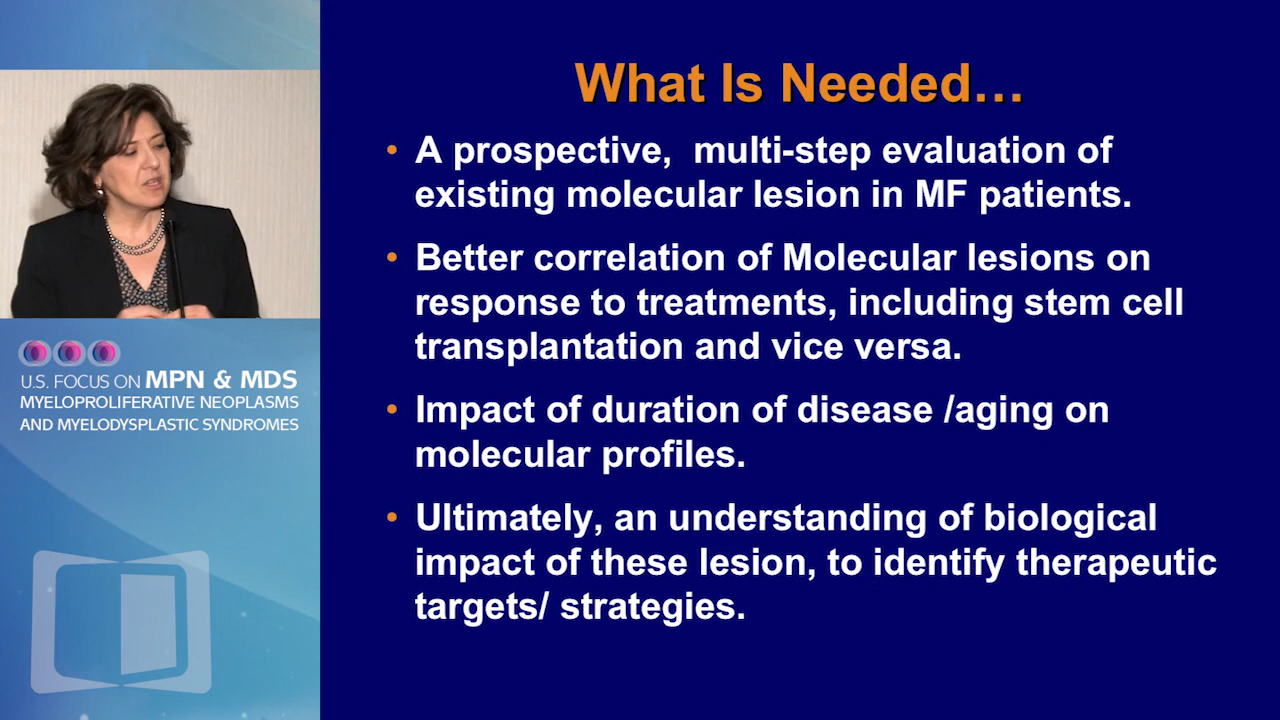 What Is Needed…
• A prospective,  multi-step evaluation of
existing molecular lesion in MF patients.
• Better correlation of Molecular lesions on
response to treatments, including stem cell
transplantation and vice versa.
• Impact of duration of disease /aging on
molecular profiles.
• Ultimately, an understanding of biological
impact of these lesion, to identify therapeutic
targets/ strategies.
U.S. FOCUS ON MPN & MDS
MYELOPROLIFERATIVE NEOPLASMS
AND MYELODYSPLASTIC SYNDROMES